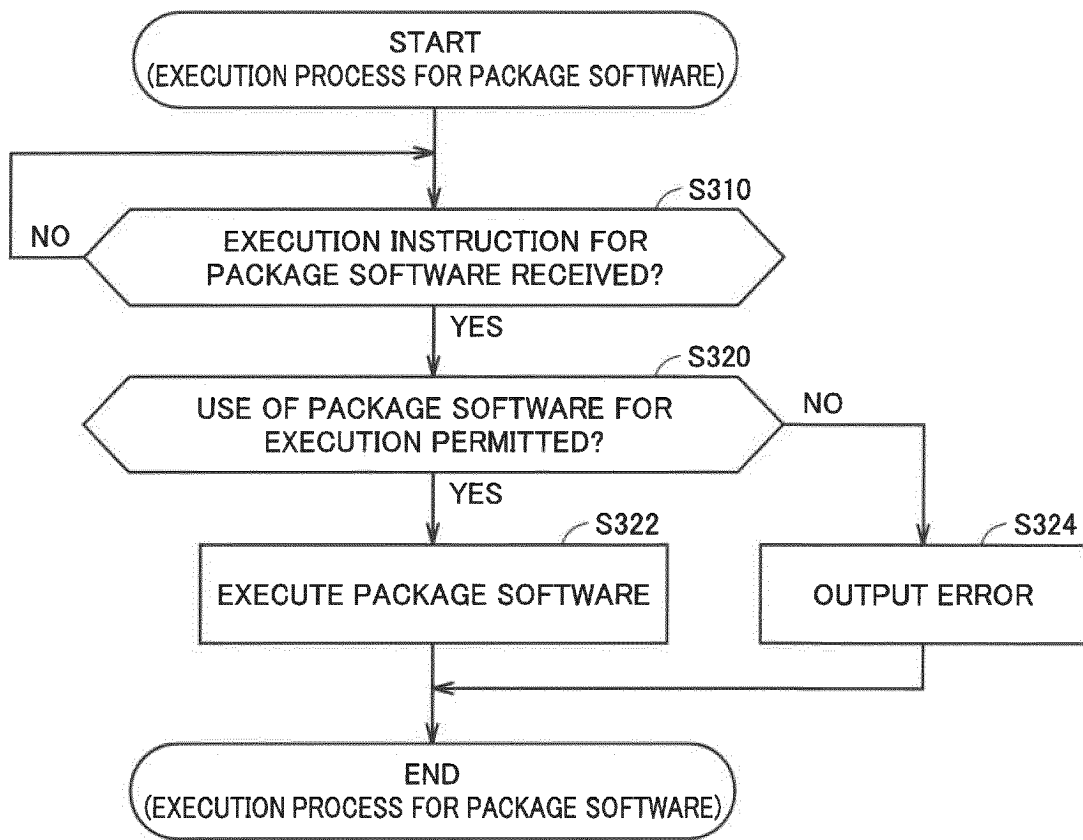 START
(EXECUTION PROCESS FOR PACKAGE SOFTWARE)
S310
NO
EXECUTION INSTRUCTION FOR
PACKAGE SOFTWARE RECEIVED?
YES
S320
USE OF PACKAGE SOFTWARE FOR
EXECUTION PERMITTED?
NO
YES
S322
S324
EXECUTE PACKAGE SOFTWARE
OUTPUT ERROR
END
(EXECUTION PROCESS FOR PACKAGE SOFTWARE)